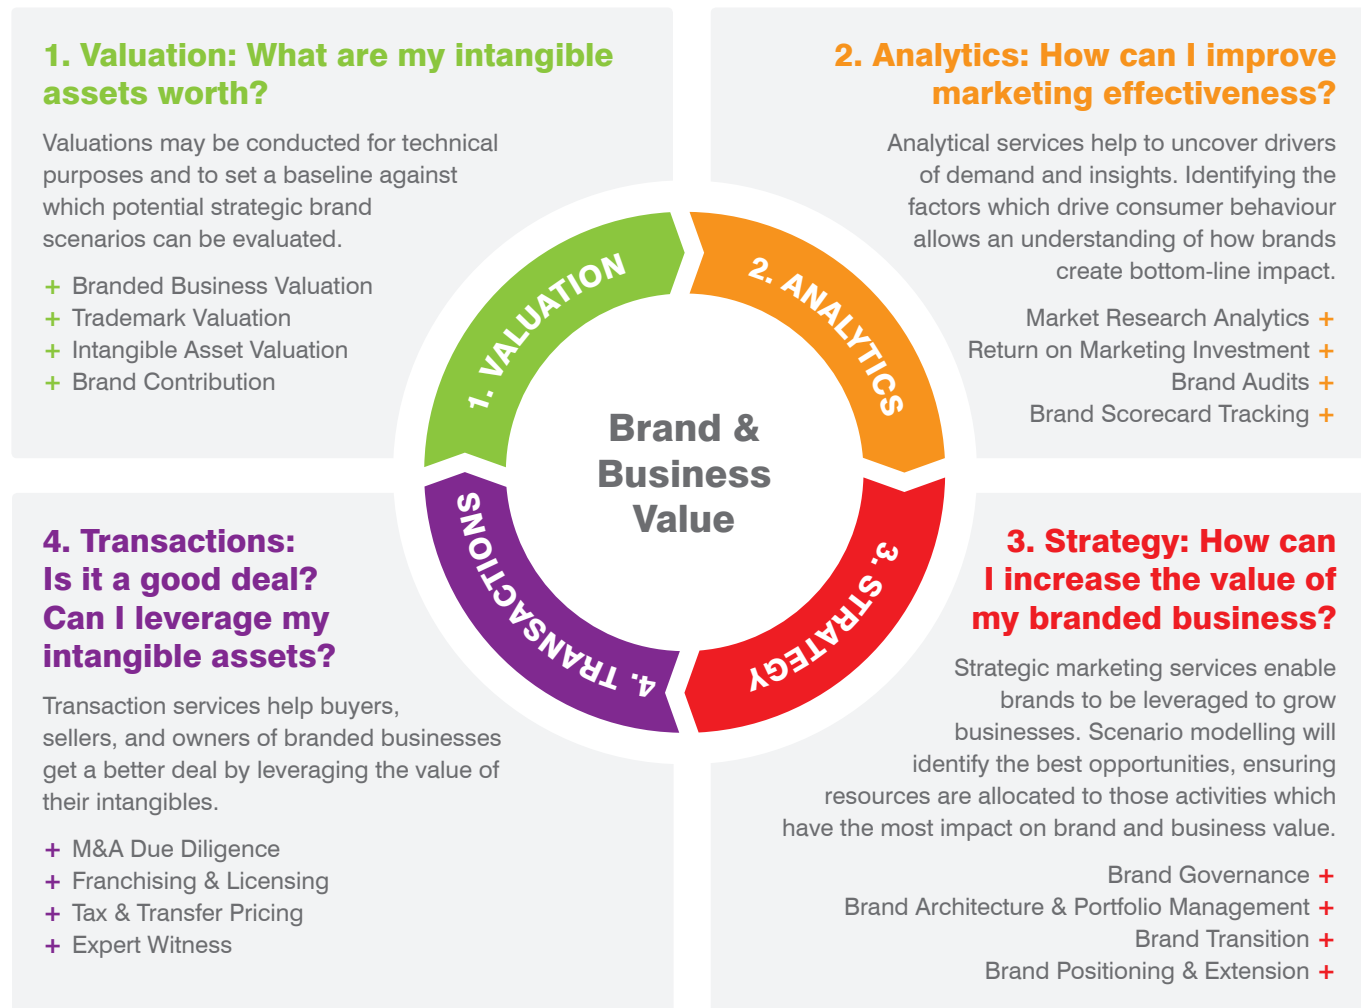 1. Valuation: What are my intangible
assets worth?
Valuations may be conducted for technical
purposes and to set a baseline against
which potential strategic brand
scenarios can be evaluated.
+ Branded Business Valuation
+ Trademark Valuation
+ Intangible Asset Valuation
+ Brand Contribution
2. Analytics: How can I improve
marketing effectiveness?
Analytical services help to uncover drivers
of demand and insights. Identifying the
factors which drive consumer behaviour
allows an understanding of how brands
create bottom-line impact.
Market Research Analytics +
Return on Marketing Investment +
Brand Audits +
Brand Scorecard Tracking +
1. VALUATION
2. ANALYTICS
3. STRATEGY
4. TRANSACTIONS
Brand &
Business
Value
3. Strategy: How can
I increase the value of
my branded business?
Strategic marketing services enable
brands to be leveraged to grow
businesses. Scenario modelling will
identify the best opportunities, ensuring
resources are allocated to those activities which
have the most impact on brand and business value.
Brand Governance +
Brand Architecture & Portfolio Management +
Brand Transition +
Brand Positioning & Extension +
4. Transactions:
Is it a good deal?
Can I leverage my
intangible assets?
Transaction services help buyers,
sellers, and owners of branded businesses
get a better deal by leveraging the value of
their intangibles.
+ M&A Due Diligence
+ Franchising & Licensing
+ Tax & Transfer Pricing
+ Expert Witness